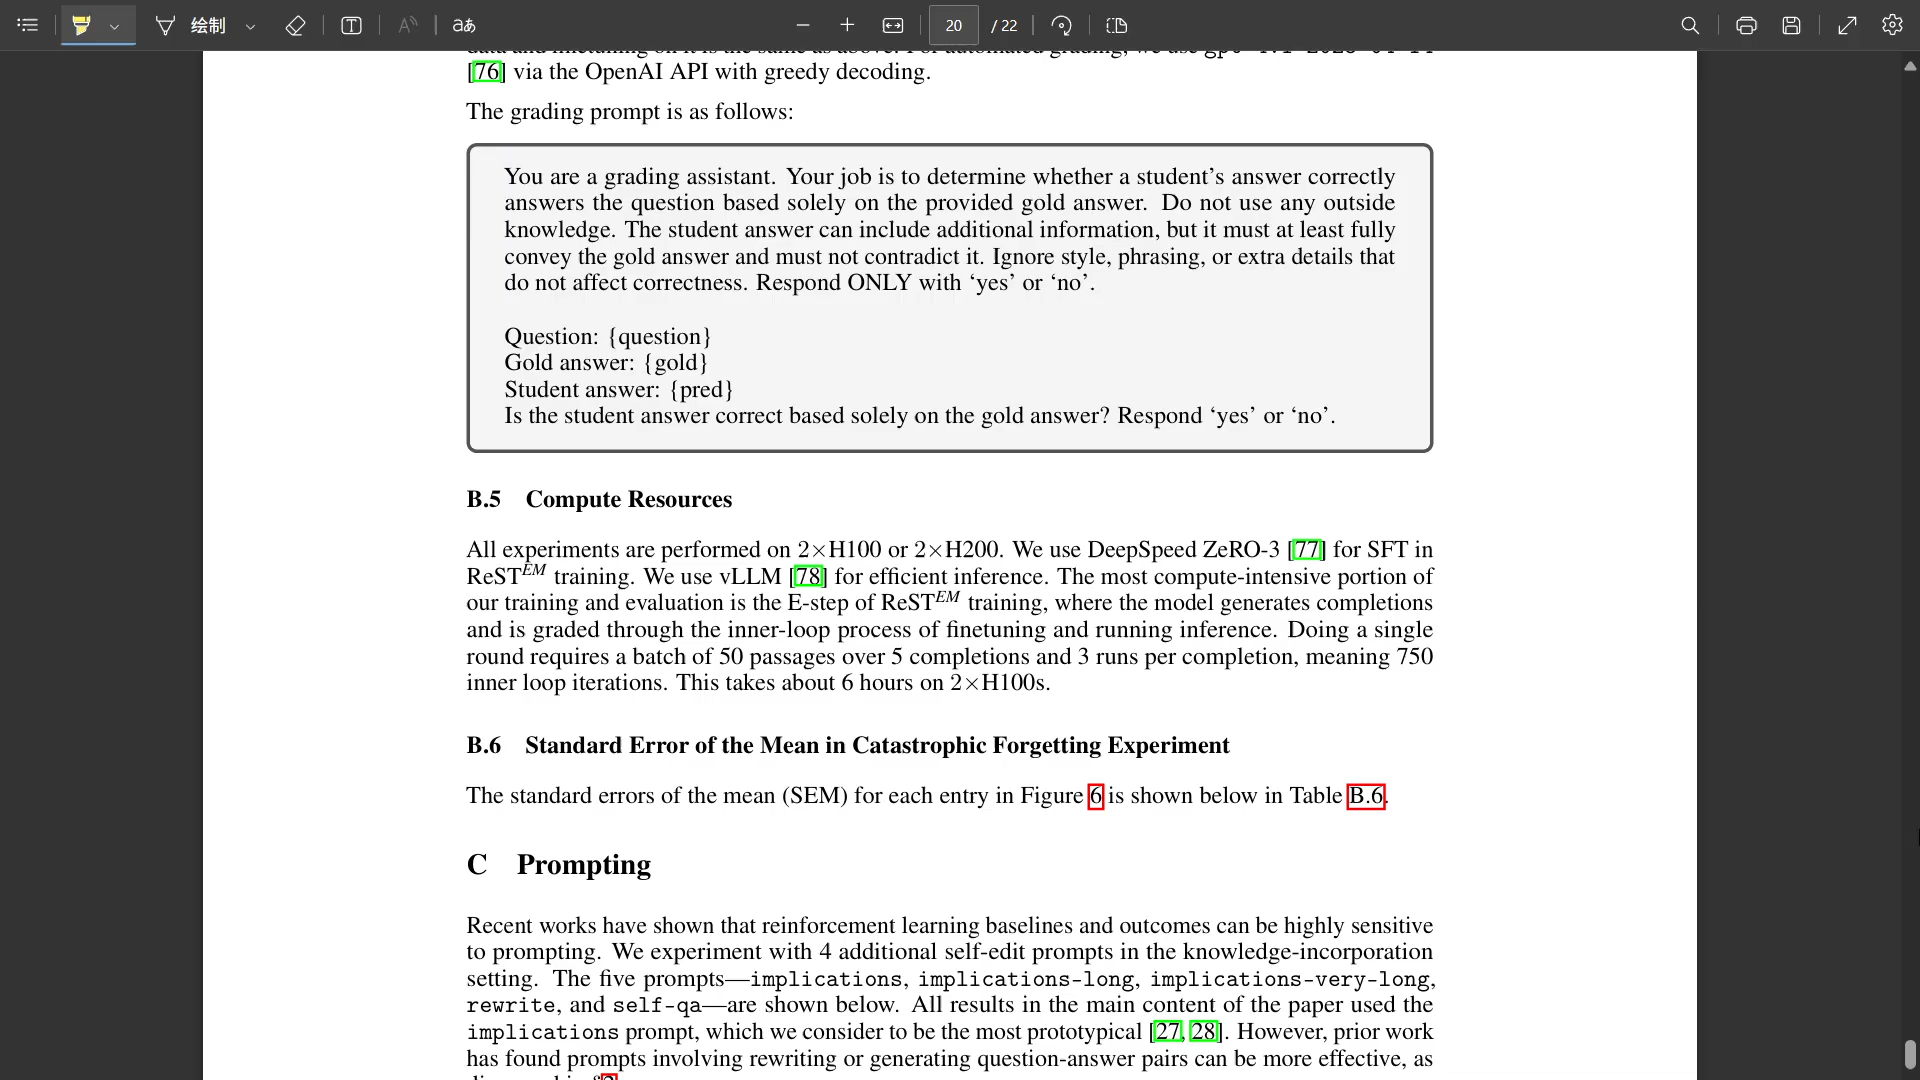 绘制
aあ
20 / 22
[76] via the OpenAI API with greedy decoding.
The grading prompt is as follows:
You are a grading assistant. Your job is to determine whether a student’s answer correctly
answers the question based solely on the provided gold answer. Do not use any outside
knowledge. The student answer can include additional information, but it must at least fully
convey the gold answer and must not contradict it. Ignore style, phrasing, or extra details that
do not affect correctness. Respond ONLY with ‘yes’ or ‘no’.
Question: {question}
Gold answer: {gold}
Student answer: {pred}
Is the student answer correct based solely on the gold answer? Respond ‘yes’ or ‘no’.
B.5 Compute Resources
All experiments are performed on 2×H100 or 2×H200. We use DeepSpeed ZeRO-3 [77] for SFT in
ReST^EM training. We use vLLM [78] for efficient inference. The most compute-intensive portion of
our training and evaluation is the E-step of ReST^EM training, where the model generates completions
and is graded through the inner-loop process of finetuning and running inference. Doing a single
round requires a batch of 50 passages over 5 completions and 3 runs per completion, meaning 750
inner loop iterations. This takes about 6 hours on 2×H100s.
B.6 Standard Error of the Mean in Catastrophic Forgetting Experiment
The standard errors of the mean (SEM) for each entry in Figure 6 is shown below in Table B.6.
C Prompting
Recent works have shown that reinforcement learning baselines and outcomes can be highly sensitive
to prompting. We experiment with 4 additional self-edit prompts in the knowledge-incorporation
setting. The five prompts—implications, implications-long, implications-very-long,
rewrite, and self-qa—are shown below. All results in the main content of the paper used the
implications prompt, which we consider to be the most prototypical [27, 28]. However, prior work
has found prompts involving rewriting or generating question-answer pairs can be more effective, as